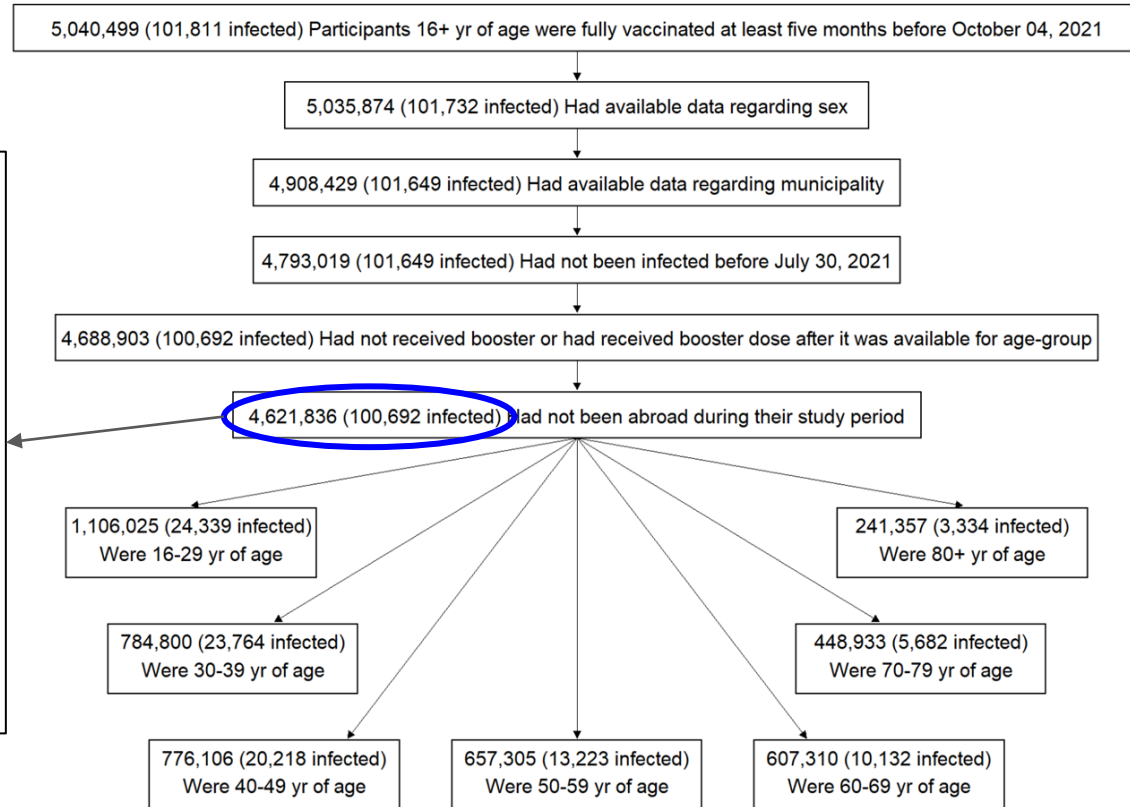 5,040,499 (101,811 infected) Participants 16+ yr of age were fully vaccinated at least five months before October 04, 2021
5,035,874 (101,732 infected) Had available data regarding sex
4,908,429 (101,649 infected) Had available data regarding municipality
4,793,019 (101,649 infected) Had not been infected before July 30, 2021
4,688,903 (100,692 infected) Had not received booster or had received booster dose after it was available for age-group
4,621,836 (100,692 infected) Had not been abroad during their study period
1,106,025 (24,339 infected)
Were 16-29 yr of age
241,357 (3,334 infected)
Were 80+ yr of age
784,800 (23,764 infected)
Were 30-39 yr of age
448,933 (5,682 infected)
Were 70-79 yr of age
776,106 (20,218 infected)
Were 40-49 yr of age
657,305 (13,223 infected)
Were 50-59 yr of age
607,310 (10,132 infected)
Were 60-69 yr of age